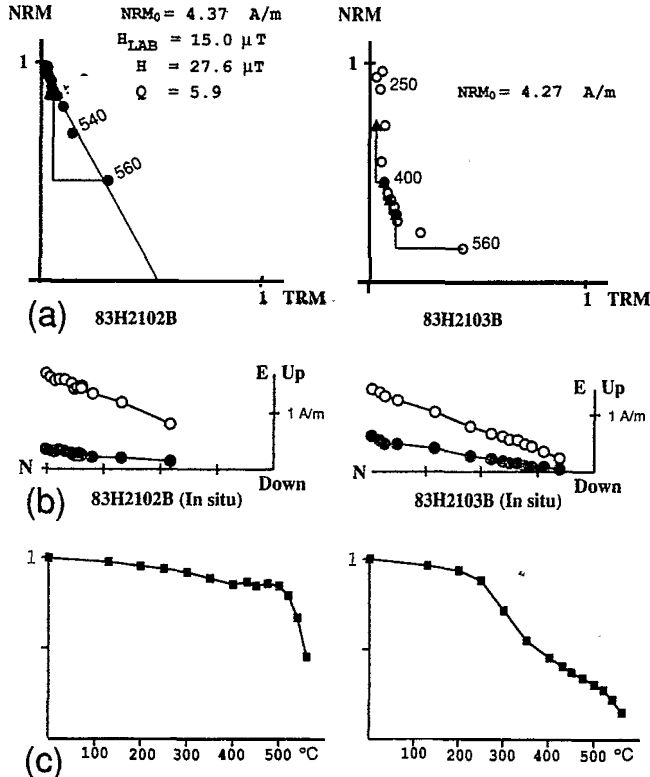 NRM
NRM₀ = 4.37 A/m
H_LAB = 15.0 μT
H = 27.6 μT
Q = 5.9
1
540
560
1 TRM
(a)
83H2102B
NRM
1
250
NRM₀ = 4.27 A/m
400
560
1 TRM
83H2103B
E Up
1 A/m
N
Down
(b)
83H2102B (In situ)
E Up
1 A/m
N
Down
83H2103B (In situ)
1
100 200 300 400 500 °C
(c)
1
100 200 300 400 500 °C